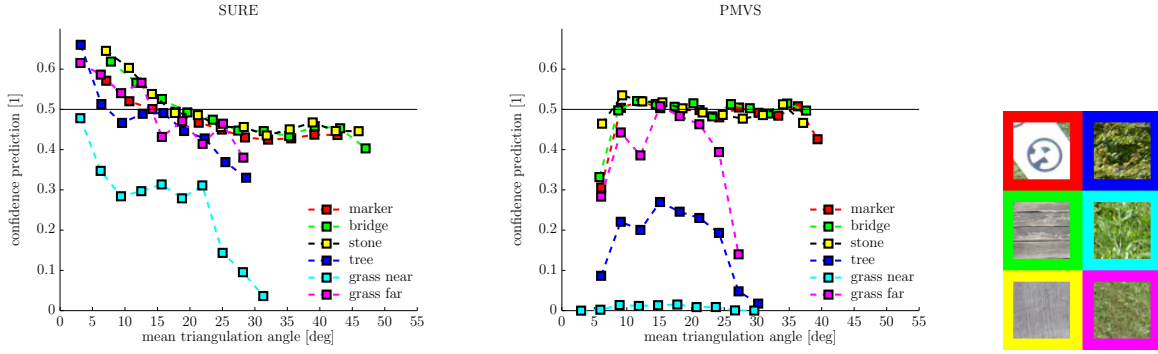 SURE
confidence prediction [1]
0.6
0.5
0.4
0.3
0.2
0.1
0
0 5 10 15 20 25 30 35 40 45 50 55
mean triangulation angle [deg]
marker
bridge
stone
tree
grass near
grass far
PMVS
confidence prediction [1]
0.6
0.5
0.4
0.3
0.2
0.1
0
0 5 10 15 20 25 30 35 40 45 50 55
mean triangulation angle [deg]
marker
bridge
stone
tree
grass near
grass far